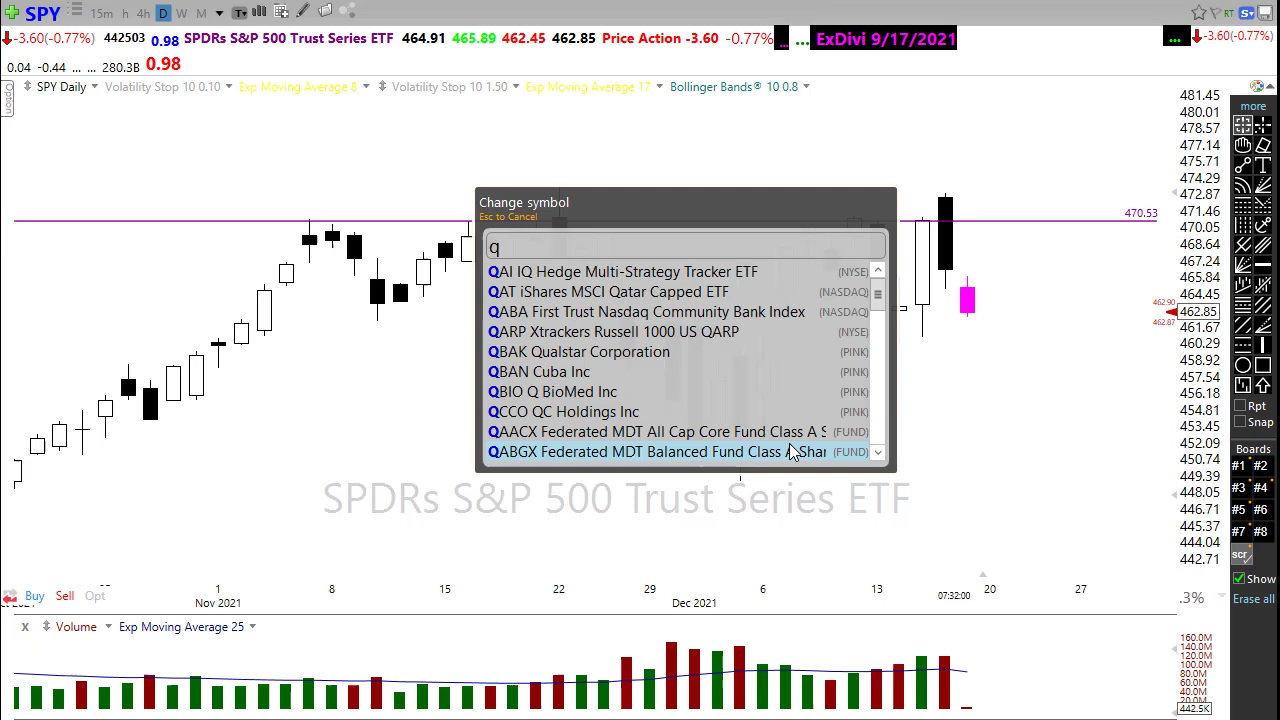 SPY 15m h 4h D W M T RT S
-3.60(-0.77%) 442503 0.98 SPDRs S&P 500 Trust Series ETF 464.91 465.89 462.45 462.85 Price Action -3.60 -0.77% ... ... ExDivi 9/17/2021 ... -3.60(-0.77%)
0.04 -0.44 ... ... 280.3B 0.98
Option
SPY Daily Volatility Stop 10 0.10 Exp Moving Average 8 Volatility Stop 10 1.50 Exp Moving Average 17 Bollinger Bands® 10 0.8
Change symbol
Esc to Cancel
q
QAI IQ Hedge Multi-Strategy Tracker ETF (NYSE)
QAT iShares MSCI Qatar Capped ETF (NASDAQ)
QABA First Trust Nasdaq Community Bank Index (NASDAQ)
QARP Xtrackers Russell 1000 US QARP (NYSE)
QBAK Qualstar Corporation (PINK)
QBAN Cuba Inc (PINK)
QBIO Q BioMed Inc (PINK)
QCCO QC Holdings Inc (PINK)
QAACX Federated MDT All Cap Core Fund Class A S (FUND)
QABGX Federated MDT Balanced Fund Class A Shar (FUND)
SPDRs S&P 500 Trust Series ETF
470.53
462.90
462.87
481.45
480.01
478.57
477.14
475.71
474.29
472.87
471.46
470.05
468.64
467.24
465.84
464.45
462.85
461.67
460.29
458.92
457.54
456.18
454.81
453.45
452.09
450.74
449.39
448.05
446.71
445.37
444.04
442.71
more
T
Rpt
Snap
Boards
#1 #2
#3 #4
#5 #6
#7 #8
scr
Show
Erase all
1 8 15 22 29 6 13 20 27
Buy Sell Opt
Nov 2021 Dec 2021 07:32:00
.3%
X Volume Exp Moving Average 25
160.0M
120.0M
100.0M
80.0M
60.0M
40.0M
20.0M
442.5K